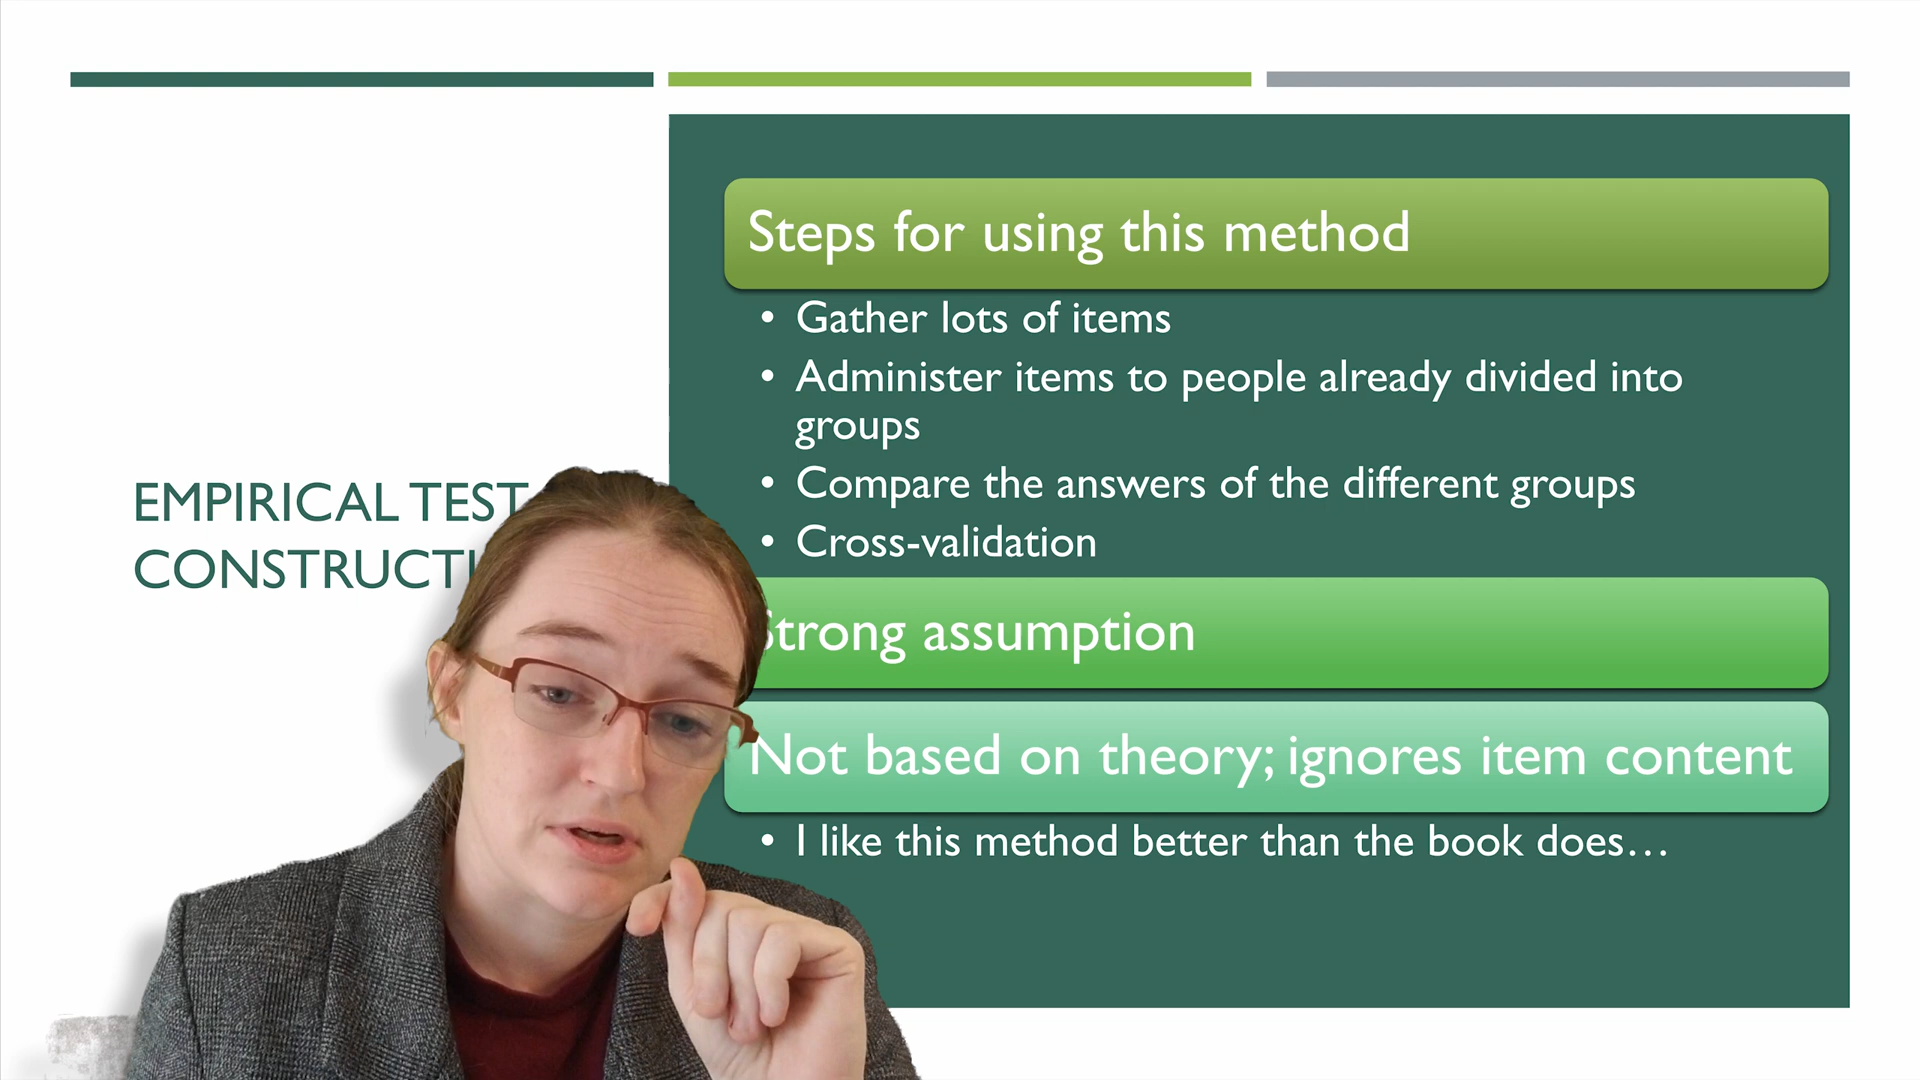 EMPIRICAL TEST
Steps for using this method
• Gather lots of items
• Administer items to people already divided into
groups
• Compare the answers of the different groups
• Cross-validation
assumption
Not based on theory; ignores item content
• I like this method better than the book does…